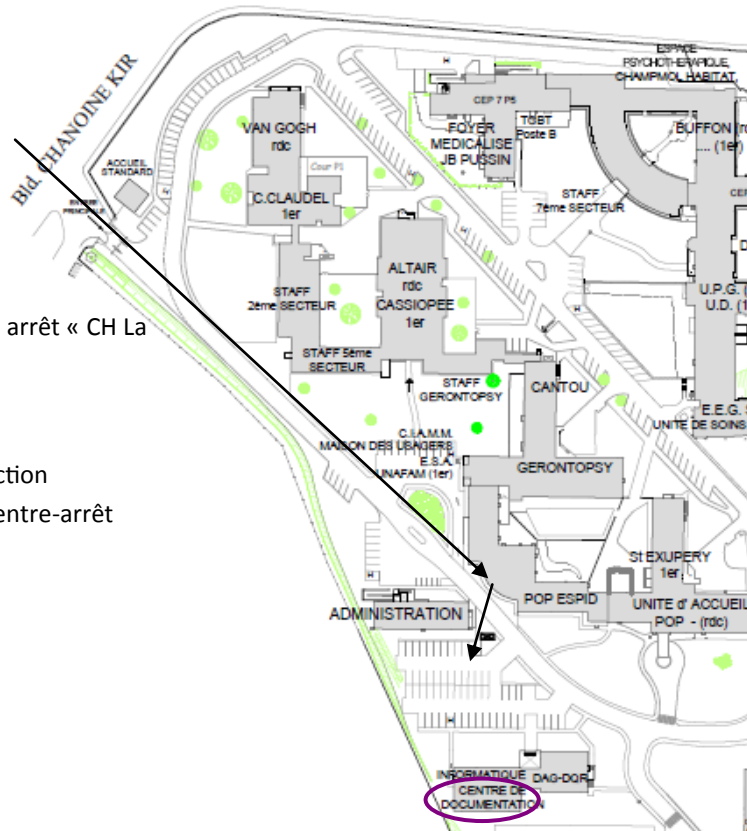 Bld. CHANOINE KIR
ACCUEIL
STANDARD
ENTREE
PRINCIPALE
VAN GOGH
rdc
Cour P1
C.CLAUDEL
1er
STAFF
2ème SECTEUR
ALTAIR
rdc
CASSIOPEE
1er
STAFF 5ème
SECTEUR
STAFF
GERONTOPSY
CEP 7 P5
FOYER
MEDICALISE
JB PUSSIN
TGBT
Poste B
ESPACE
PSYCHOTHERAPIQUE,
CHAMPMOL HABITAT,
BUFFON
... (1er)
STAFF
7ème SECTEUR
U.P.G.
U.D.
E.E.G.
UNITE DE SOINS
arrêt « CH La
ction
entre-arrêt
CANTOU
C.I.A.M.M.
MAISON DES USAGERS
E.S.A.
UNAFAM (1er)
GERONTOPSY
St EXUPERY
1er
POP ESPID
UNITE d' ACCUEIL
POP - (rdc)
ADMINISTRATION
INFORMATIQUE
DAG-DQR
CENTRE DE
DOCUMENTATION
H
H
H
H
H
H